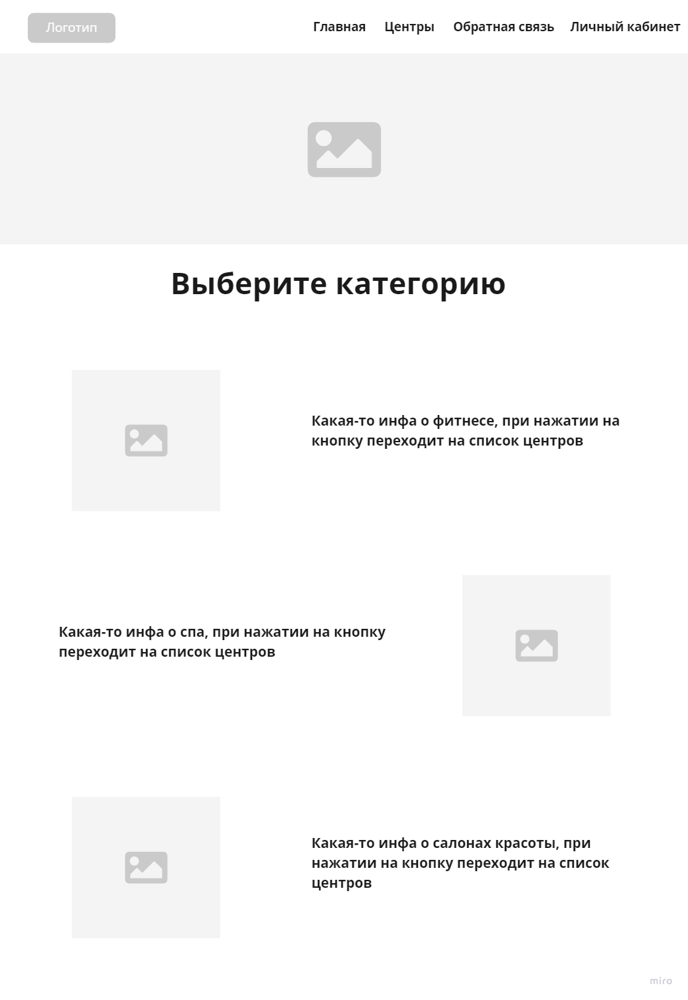 Логотип
Главная Центры Обратная связь Личный кабинет
Выберите категорию
Какая-то инфа о фитнесе, при нажатии на
кнопку переходит на список центров
Какая-то инфа о спа, при нажатии на кнопку
переходит на список центров
Какая-то инфа о салонах красоты, при
нажатии на кнопку переходит на список
центров
miro